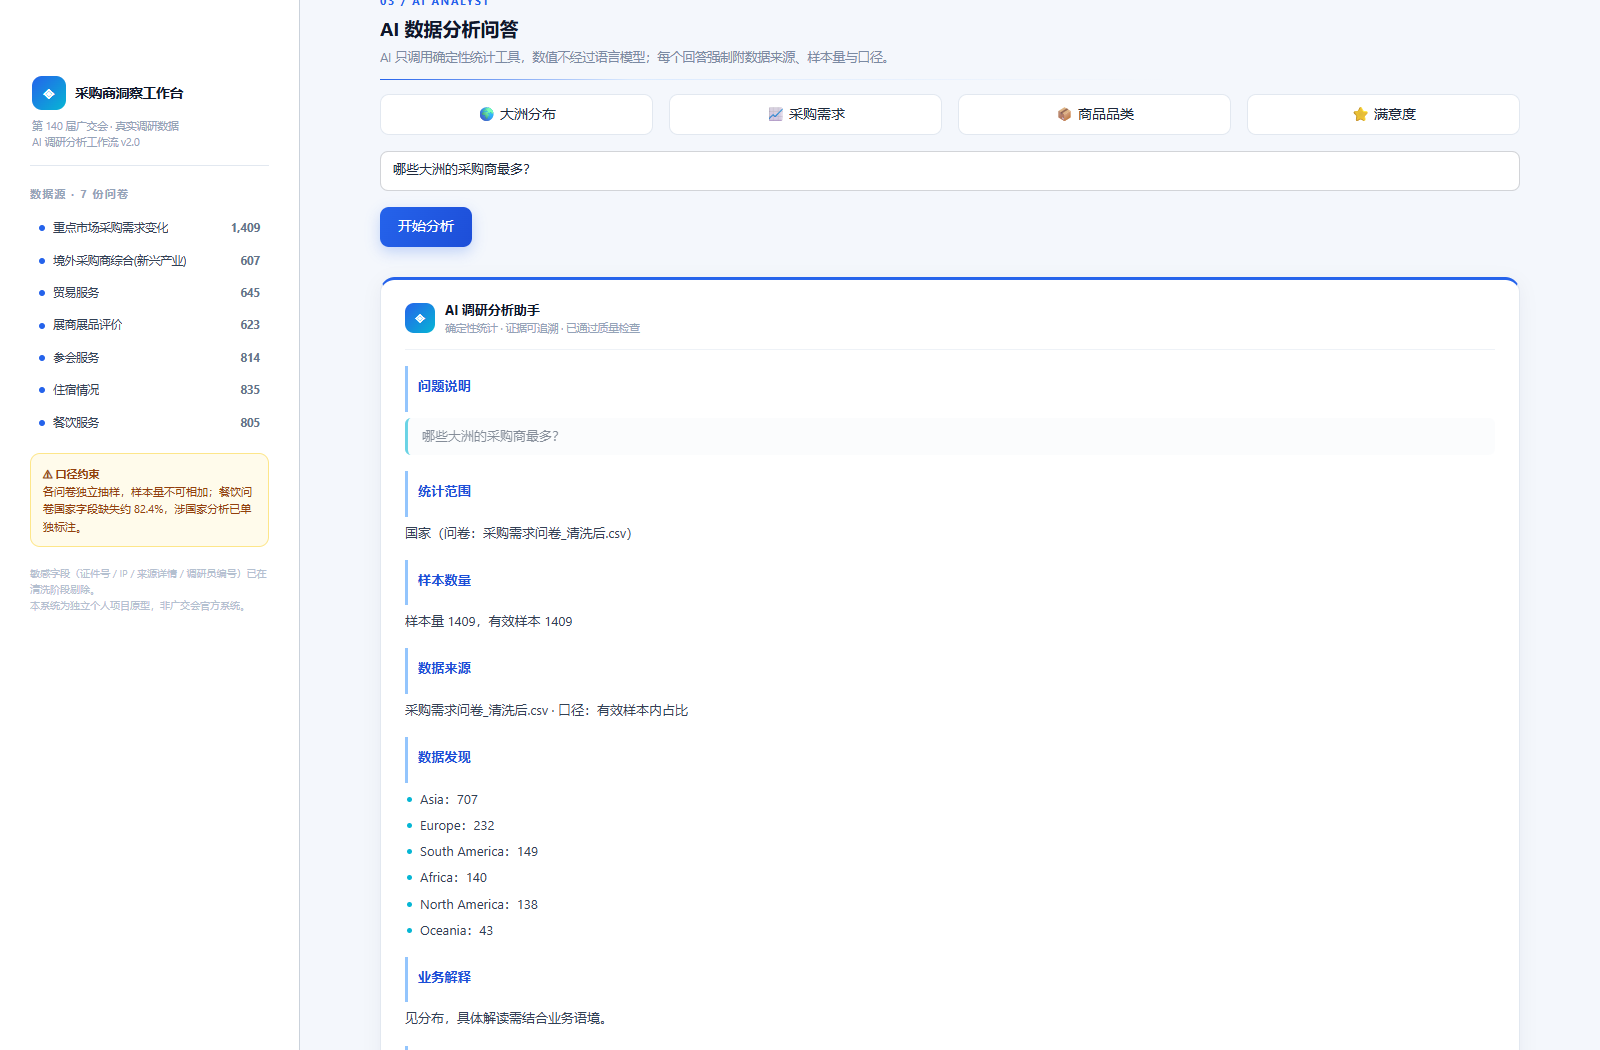 采购商洞察工作台
第 140 届广交会 · 真实调研数据
AI 调研分析工作流 v2.0
数据源 · 7 份问卷
重点市场采购需求变化 1,409
境外采购商综合(新兴产业) 607
贸易服务 645
展商展品评价 623
参会服务 814
住宿情况 835
餐饮服务 805
⚠ 口径约束
各问卷独立抽样，样本量不可相加；餐饮问
卷国家字段缺失约 82.4%，涉国家分析已单
独标注。
敏感字段（证件号 / IP / 来源详情 / 调研员编号）已在
清洗阶段剔除。
本系统为独立个人项目原型，非广交会官方系统。
03 / AI ANALYST
AI 数据分析问答
AI 只调用确定性统计工具，数值不经过语言模型；每个回答强制附数据来源、样本量与口径。
🌍 大洲分布
📈 采购需求
📦 商品品类
⭐ 满意度
哪些大洲的采购商最多？
开始分析
AI 调研分析助手
确定性统计 · 证据可追溯 · 已通过质量检查
问题说明
哪些大洲的采购商最多？
统计范围
国家（问卷：采购需求问卷_清洗后.csv）
样本数量
样本量 1409，有效样本 1409
数据来源
采购需求问卷_清洗后.csv · 口径：有效样本内占比
数据发现
Asia：707
Europe：232
South America：149
Africa：140
North America：138
Oceania：43
业务解释
见分布，具体解读需结合业务语境。